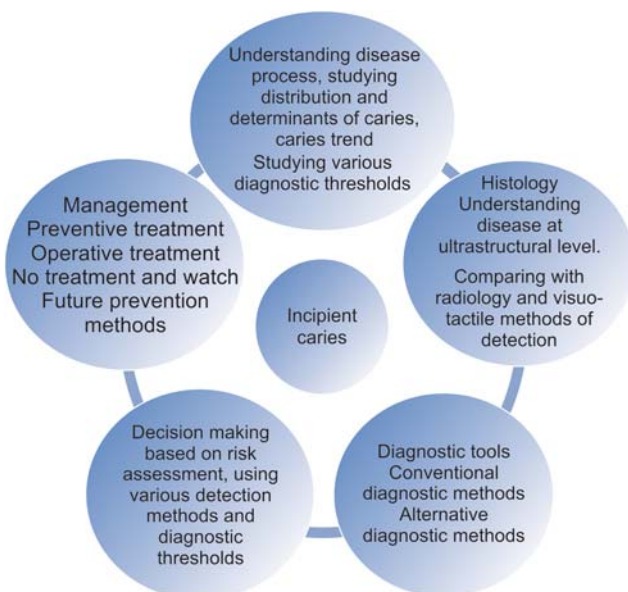 Understanding disease
process, studying
distribution and
determinants of caries,
caries trend
Studying various
diagnostic thresholds
Histology
Understanding
disease at
ultrastructural level.
Comparing with
radiology and visuo-
tactile methods of
detection
Diagnostic tools
Conventional
diagnostic methods
Alternative
diagnostic methods
Decision making
based on risk
assessment, using
various detection
methods and
diagnostic
thresholds
Management
Preventive treatment
Operative treatment
No treatment and watch
Future prevention
methods
Incipient
caries